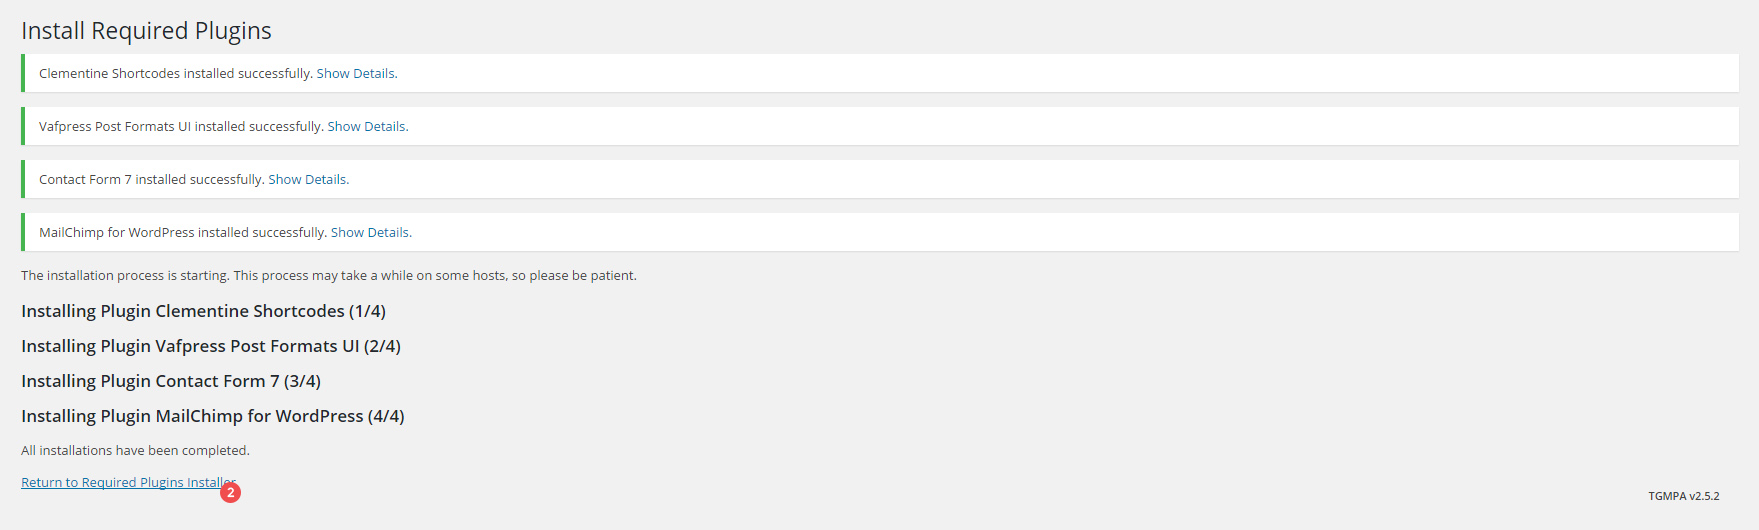 Install Required Plugins
Clementine Shortcodes installed successfully. Show Details.
Vafpress Post Formats UI installed successfully. Show Details.
Contact Form 7 installed successfully. Show Details.
MailChimp for WordPress installed successfully. Show Details.
The installation process is starting. This process may take a while on some hosts, so please be patient.
Installing Plugin Clementine Shortcodes (1/4)
Installing Plugin Vafpress Post Formats UI (2/4)
Installing Plugin Contact Form 7 (3/4)
Installing Plugin MailChimp for WordPress (4/4)
All installations have been completed.
Return to Required Plugins Installer
2
TGMPA v2.5.2